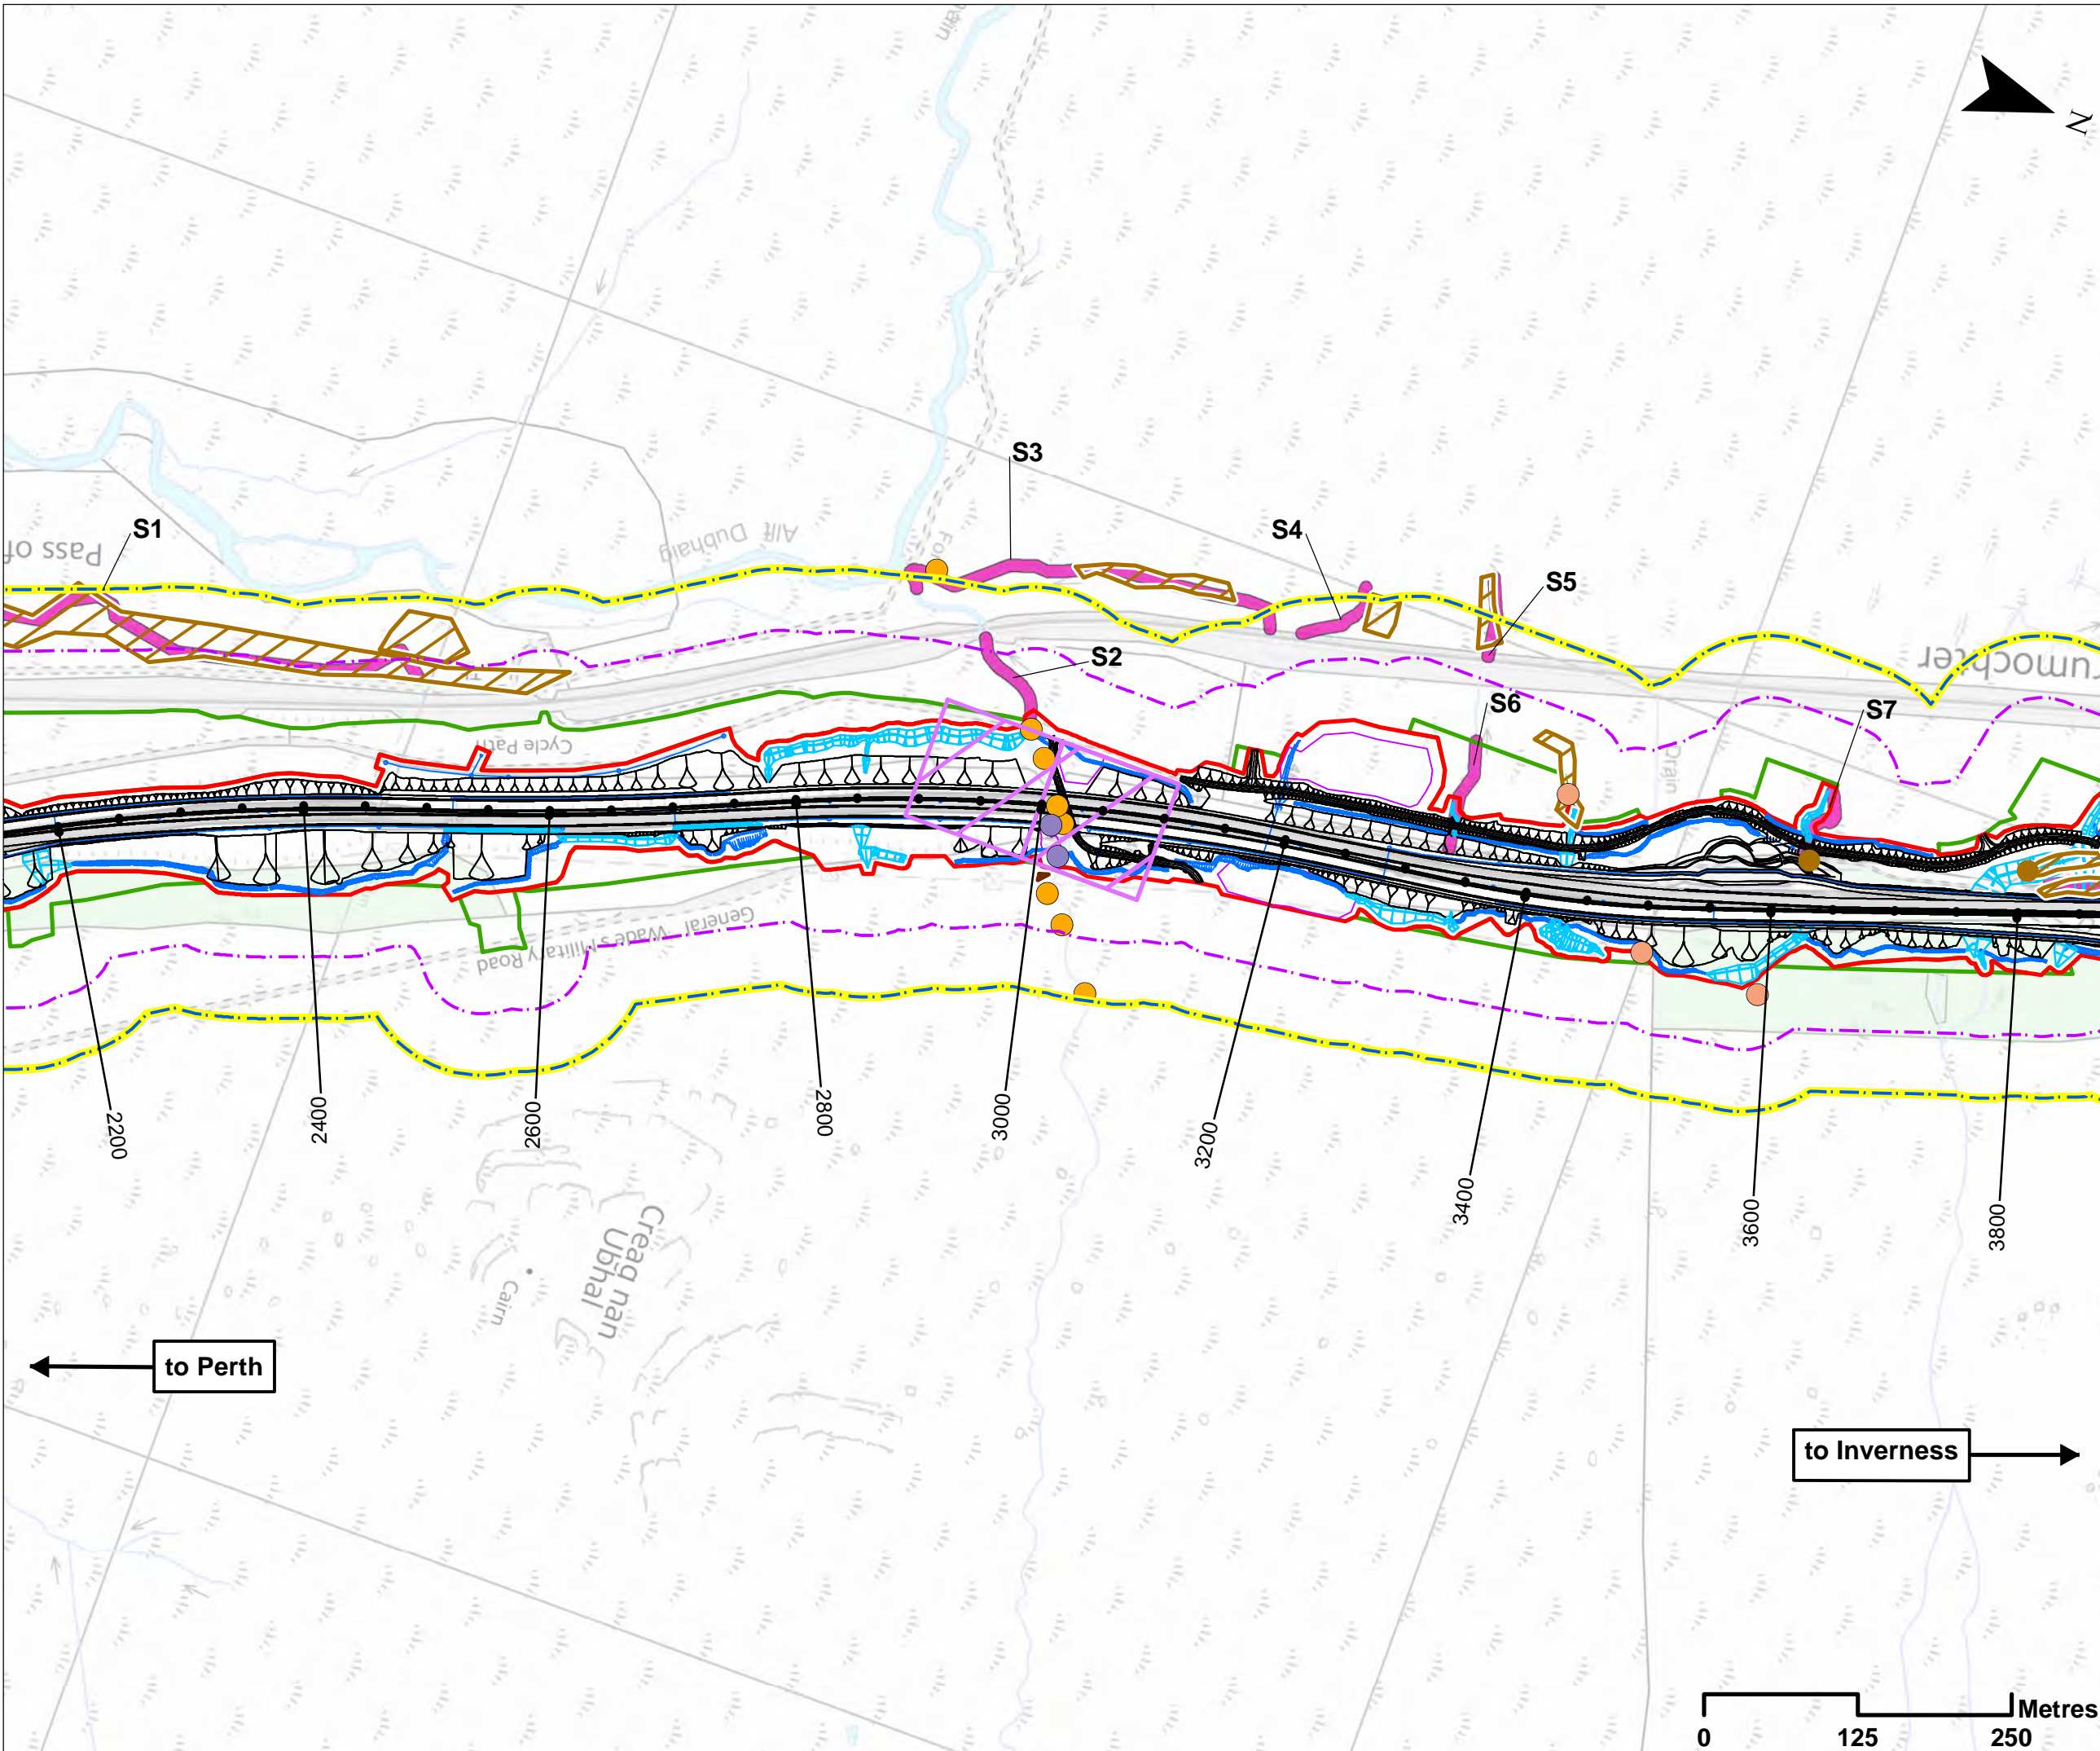 N
S3
S1
S4
Pass of
Allt Dubhaig
S5
S2
umochter
S6
S7
Cycle Path
Drain
General Wade's Military Road
2200
2400
2600
2800
3000
3200
3400
3600
3800
Creag nan
Ubhal
Cairn
to Perth
to Inverness
Metres
0
125
250